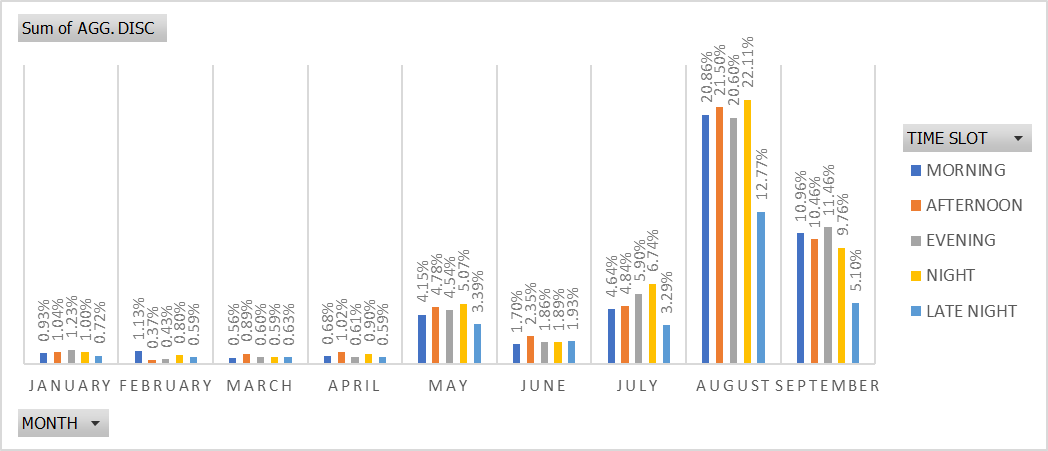 Sum of AGG. DISC
0.93% 1.04% 1.23% 1.00% 0.72%
1.13% 0.37% 0.43% 0.80% 0.59%
0.56% 0.89% 0.60% 0.59% 0.63%
0.68% 1.02% 0.61% 0.90% 0.59%
4.15% 4.78% 4.54% 5.07% 3.39%
1.70% 2.35% 1.86% 1.89% 1.93%
4.64% 4.84% 5.90% 6.74% 3.29%
20.86% 21.50% 20.60% 22.11% 12.77%
10.96% 10.46% 11.46% 9.76% 5.10%
JANUARY FEBRUARY MARCH APRIL MAY JUNE JULY AUGUST SEPTEMBER
TIME SLOT
MORNING
AFTERNOON
EVENING
NIGHT
LATE NIGHT
MONTH